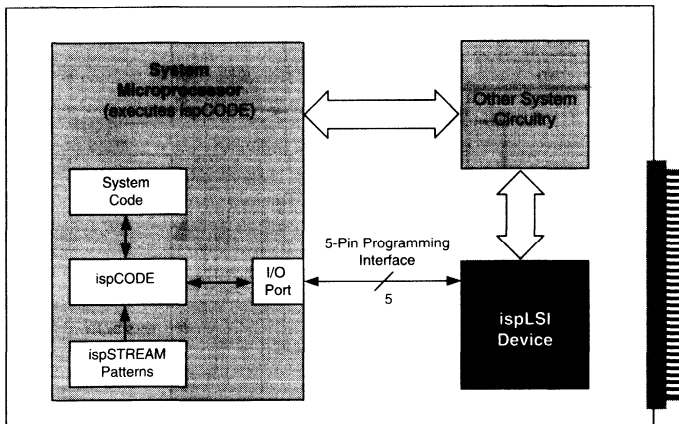 System
Microprocessor
(executes ispCODE)
Other System
Circuitry
System
Code
5-Pin Programming
Interface
ispCODE
I/O
Port
5
ispLSI
Device
ispSTREAM
Patterns